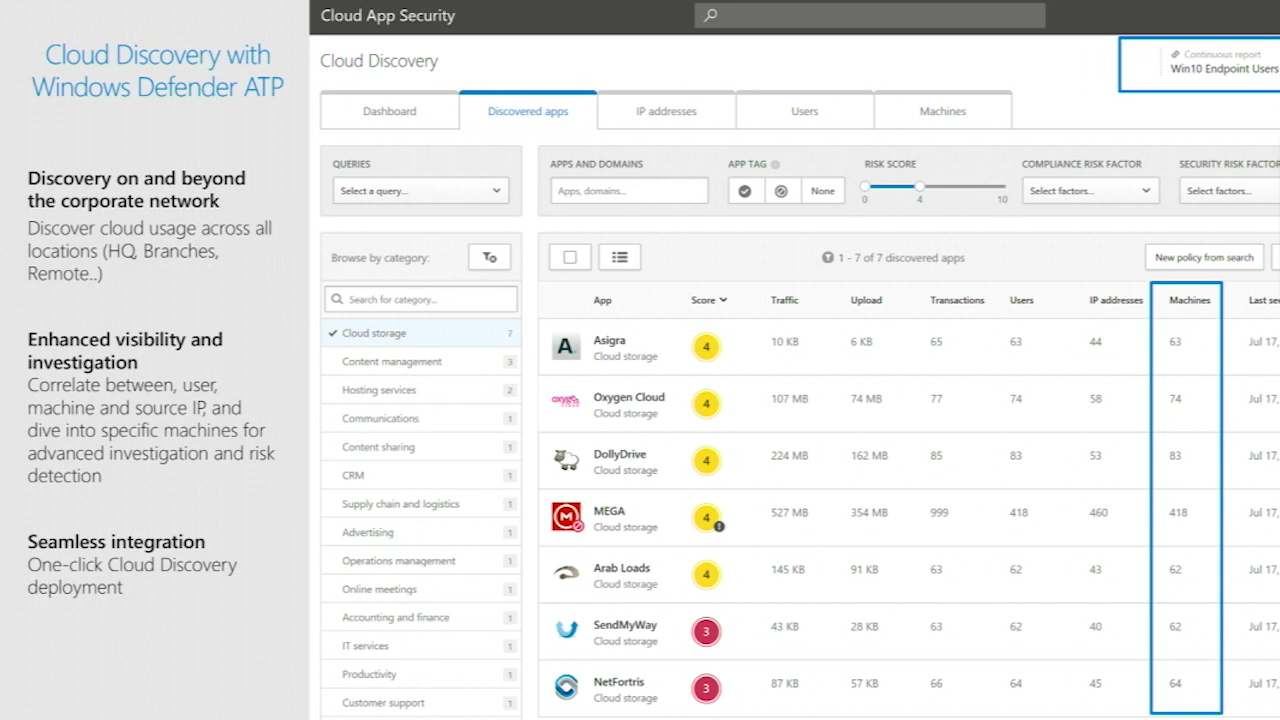 Cloud Discovery with
Windows Defender ATP
Discovery on and beyond
the corporate network
Discover cloud usage across all
locations (HQ, Branches,
Remote..)
Enhanced visibility and
investigation
Correlate between, user,
machine and source IP, and
dive into specific machines for
advanced investigation and risk
detection
Seamless integration
One-click Cloud Discovery
deployment
Cloud App Security
Cloud Discovery
Continuous report
Win10 Endpoint Users
Dashboard
Discovered apps
IP addresses
Users
Machines
QUERIES
Select a query...
APPS AND DOMAINS
Apps, domains...
APP TAG
None
RISK SCORE
0 4 10
COMPLIANCE RISK FACTOR
Select factors...
SECURITY RISK FACTOR
Select factors...
Browse by category:
Search for category...
Cloud storage 7
Content management 3
Hosting services 2
Communications 1
Content sharing 1
CRM 1
Supply chain and logistics 1
Advertising 1
Operations management 1
Online meetings 1
Accounting and finance 1
IT services 1
Productivity 1
Customer support 1
1 - 7 of 7 discovered apps
New policy from search
App Score Traffic Upload Transactions Users IP addresses Machines Last see
Asigra
Cloud storage
4 10 KB 6 KB 65 63 44 63 Jul 17,
Oxygen Cloud
Cloud storage
4 107 MB 74 MB 77 74 58 74 Jul 17,
DollyDrive
Cloud storage
4 224 MB 162 MB 85 83 53 83 Jul 17,
MEGA
Cloud storage
4 527 MB 354 MB 999 418 460 418 Jul 17,
Arab Loads
Cloud storage
4 145 KB 91 KB 63 62 43 62 Jul 17,
SendMyWay
Cloud storage
3 43 KB 28 KB 63 62 40 62 Jul 17,
NetFortris
Cloud storage
3 87 KB 57 KB 66 64 45 64 Jul 17,